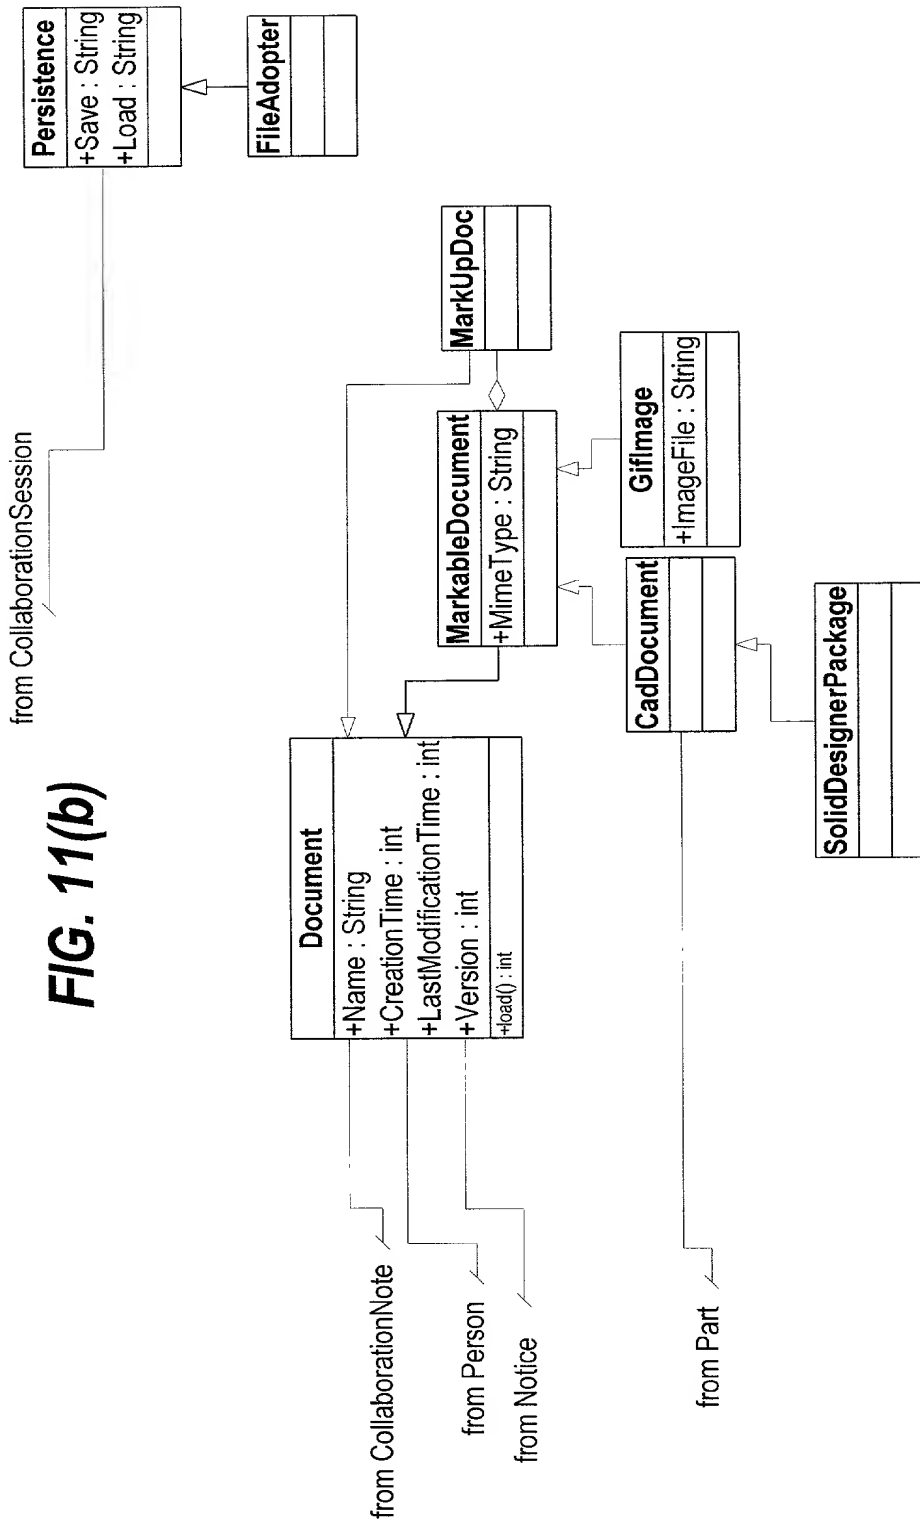 FIG. 11(b)
from CollaborationSession
Persistence
+Save : String
+Load : String
FileAdopter
Document
+Name : String
+CreationTime : int
+LastModificationTime : int
+Version : int
+load() : int
MarkUpDoc
MarkableDocument
+MimeType : String
GifImage
+ImageFile : String
CadDocument
SolidDesignerPackage
from CollaborationNote
from Person
from Notice
from Part